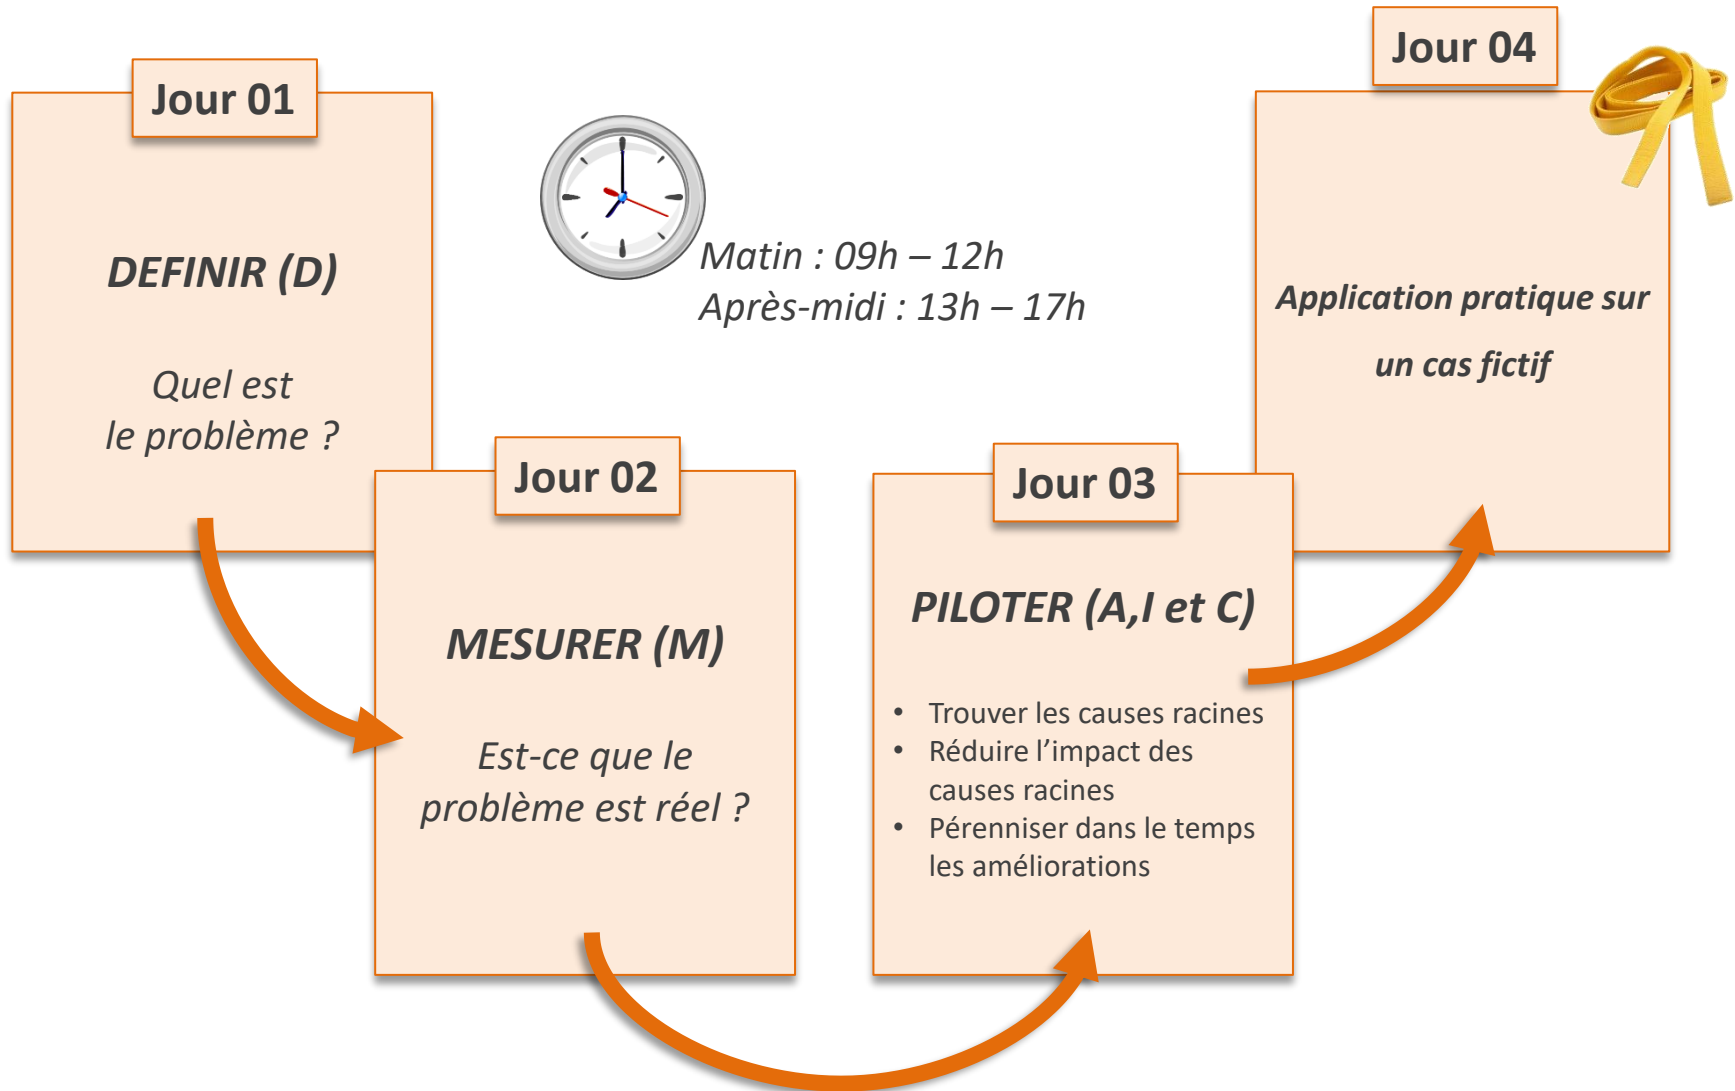 Jour 01
DEFINIR (D)
Quel est
le problème ?
Matin : 09h – 12h
Après-midi : 13h – 17h
Jour 02
MESURER (M)
Est-ce que le
problème est réel ?
Jour 03
PILOTER (A,I et C)
• Trouver les causes racines
• Réduire l’impact des
causes racines
• Pérenniser dans le temps
les améliorations
Jour 04
Application pratique sur
un cas fictif